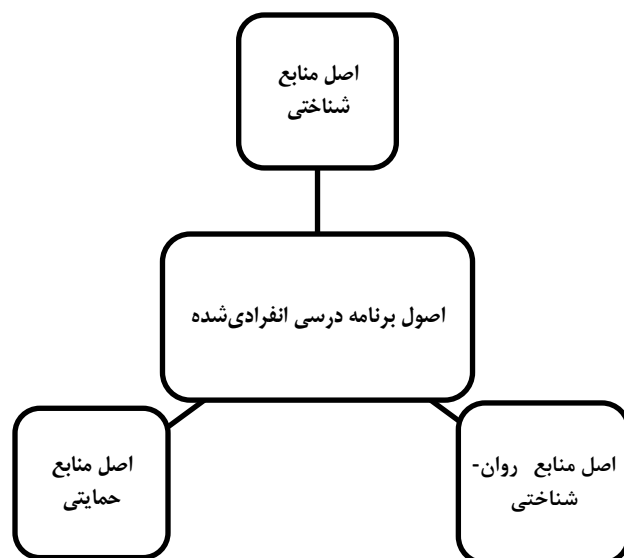 اصل منابع
شناختی
اصول برنامه درسی انفرادی‌شده
اصل منابع روان-
شناختی
اصل منابع
حمایتی